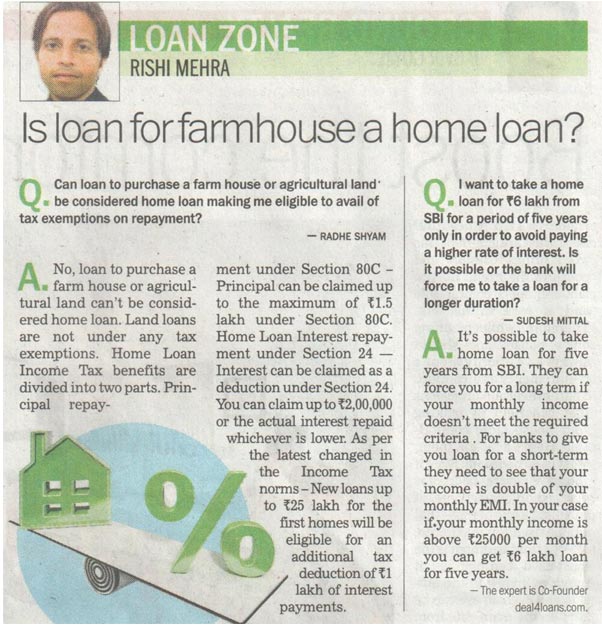 LOAN ZONE
RISHI MEHRA
Is loan for farmhouse a home loan?
Q. Can loan to purchase a farm house or agricultural land
be considered home loan making me eligible to avail of
tax exemptions on repayment?
— RADHE SHYAM
A. No, loan to purchase a
farm house or agricul-
tural land can't be consid-
ered home loan. Land loans
are not under any tax
exemptions. Home Loan
Income Tax benefits are
divided into two parts. Prin-
cipal repay-
ment under Section 80C –
Principal can be claimed up
to the maximum of ₹1.5
lakh under Section 80C.
Home Loan Interest repay-
ment under Section 24 —
Interest can be claimed as a
deduction under Section 24.
You can claim up to ₹2,00,000
or the actual interest repaid
whichever is lower. As per
the latest changed in
the Income Tax
norms – New loans up
to ₹25 lakh for the
first homes will be
eligible for an
additional tax
deduction of ₹1
lakh of interest
payments.
Q. I want to take a home
loan for ₹6 lakh from
SBI for a period of five years
only in order to avoid paying
a higher rate of interest. Is
it possible or the bank will
force me to take a loan for a
longer duration?
— SUDESH MITTAL
A. It's possible to take
home loan for five
years from SBI. They can
force you for a long term if
your monthly income
doesn't meet the required
criteria . For banks to give
you loan for a short-term
they need to see that your
income is double of your
monthly EMI. In your case
if your monthly income is
above ₹25000 per month
you can get ₹6 lakh loan
for five years.
— The expert is Co-Founder
deal4loans.com.
%